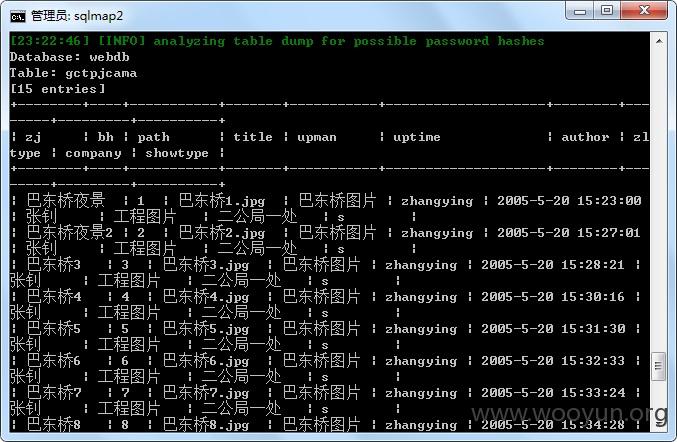 管理员: sqlmap2
[23:22:46] [INFO] analyzing table dump for possible password hashes
Database: webdb
Table: gctpjcama
[15 entries]
+---------+----+-----------+-------+-----------+--------------------+--------+---
-----+---------+----------+
| zj | bh | path | title | upman | uptime | author | zl
type | company | showtype |
+---------+----+-----------+-------+-----------+--------------------+--------+---
-----+---------+----------+
| 巴东桥夜景 | 1 | 巴东桥1.jpg | 巴东桥图片 | zhangying | 2005-5-20 15:23:00
| 张钊 | 工程图片 | 二公局一处 | s |
| 巴东桥夜景2 | 2 | 巴东桥2.jpg | 巴东桥图片 | zhangying | 2005-5-20 15:27:01
| 张钊 | 工程图片 | 二公局一处 | s |
| 巴东桥3 | 3 | 巴东桥3.jpg | 巴东桥图片 | zhangying | 2005-5-20 15:28:21 |
张钊 | 工程图片 | 二公局一处 | s |
| 巴东桥4 | 4 | 巴东桥4.jpg | 巴东桥图片 | zhangying | 2005-5-20 15:30:16 |
张钊 | 工程图片 | 二公局一处 | s |
| 巴东桥5 | 5 | 巴东桥5.jpg | 巴东桥图片 | zhangying | 2005-5-20 15:31:30 |
张钊 | 工程图片 | 二公局一处 | s |
| 巴东桥6 | 6 | 巴东桥6.jpg | 巴东桥图片 | zhangying | 2005-5-20 15:32:33 |
张钊 | 工程图片 | 二公局一处 | s |
| 巴东桥7 | 7 | 巴东桥7.jpg | 巴东桥图片 | zhangying | 2005-5-20 15:33:24 |
张钊 | 工程图片 | 二公局一处 | s |
| 巴东桥8 | 8 | 巴东桥8.jpg | 巴东桥图片 | zhangying | 2005-5-20 15:34:28
www.wooyun.org